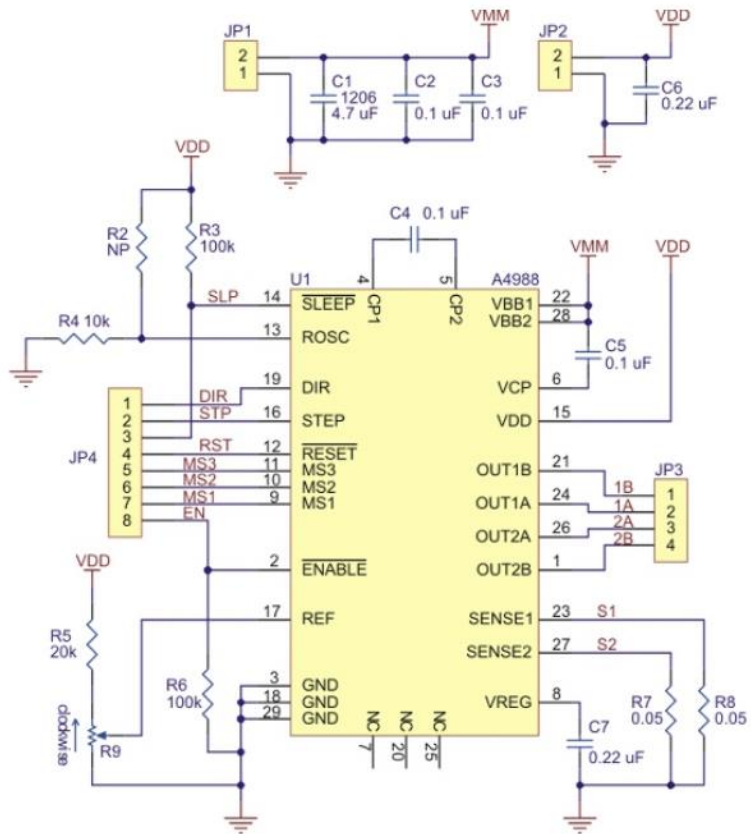 VMM
VDD
JP1
2
1
C1
1206
4.7 uF
C2
0.1 uF
C3
0.1 uF
JP2
2
1
C6
0.22 uF
VDD
R2
NP
R3
100k
C4 0.1 uF
4
5
U1
A4988
CP1
CP2
VMM
VDD
SLP 14 SLEEP
VBB1 22
VBB2 28
R4 10k
13 ROSC
C5
0.1 uF
VCP 6
DIR 19 DIR
STP 16 STEP
VDD 15
JP4
1
2
3
4
5
6
7
8
RST 12 RESET
MS3 11 MS3
MS2 10 MS2
MS1 9 MS1
EN
OUT1B 21
OUT1A 24
OUT2A 26
OUT2B 1
JP3
1B 1
1A 2
2A 3
2B 4
2 ENABLE
VDD
17 REF
SENSE1 23 S1
SENSE2 27 S2
R5
20k
R6
100k
3 GND
18 GND
29 GND
VREG 8
R7
0.05
R8
0.05
clockwise
R9
NC
7
NC
20
NC
25
C7
0.22 uF